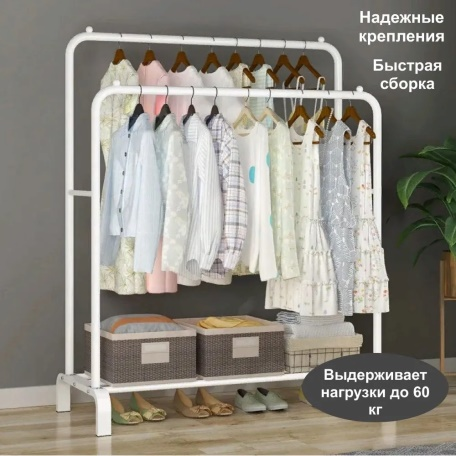 Надежные
крепления
Быстрая
сборка
Выдерживает
нагрузки до 60
кг